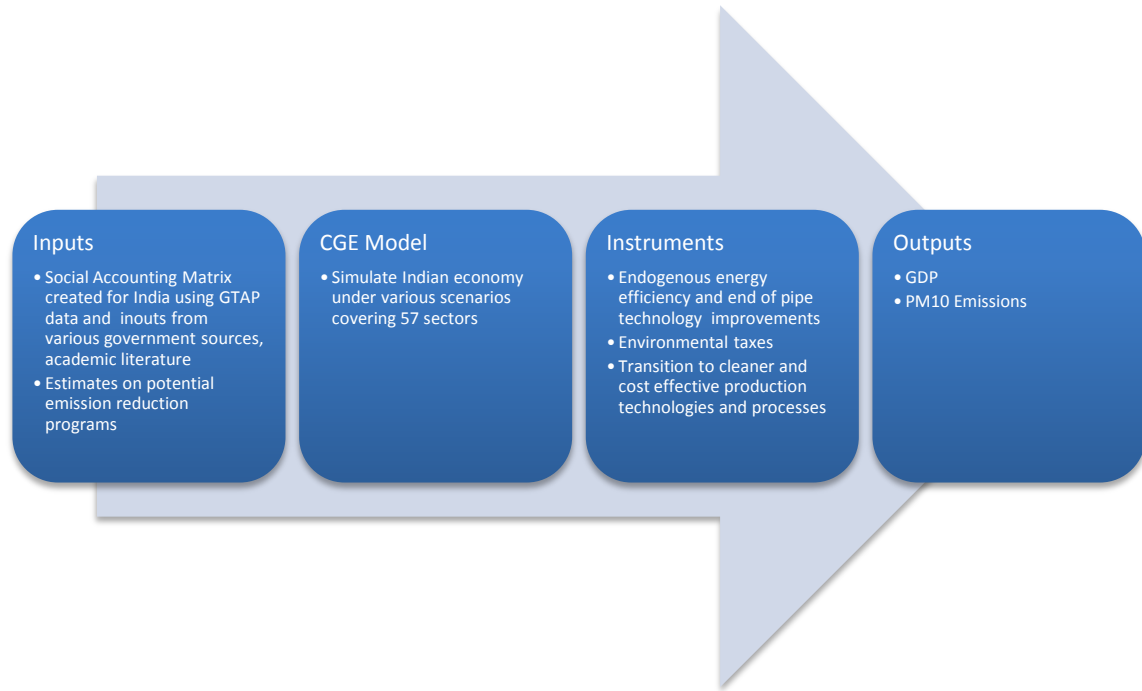 Inputs
• Social Accounting Matrix
created for India using GTAP
data and inouts from
various government sources,
academic literature
• Estimates on potential
emission reduction
programs
CGE Model
• Simulate Indian economy
under various scenarios
covering 57 sectors
Instruments
• Endogenous energy
efficiency and end of pipe
technology improvements
• Environmental taxes
• Transition to cleaner and
cost effective production
technologies and processes
Outputs
• GDP
• PM10 Emissions